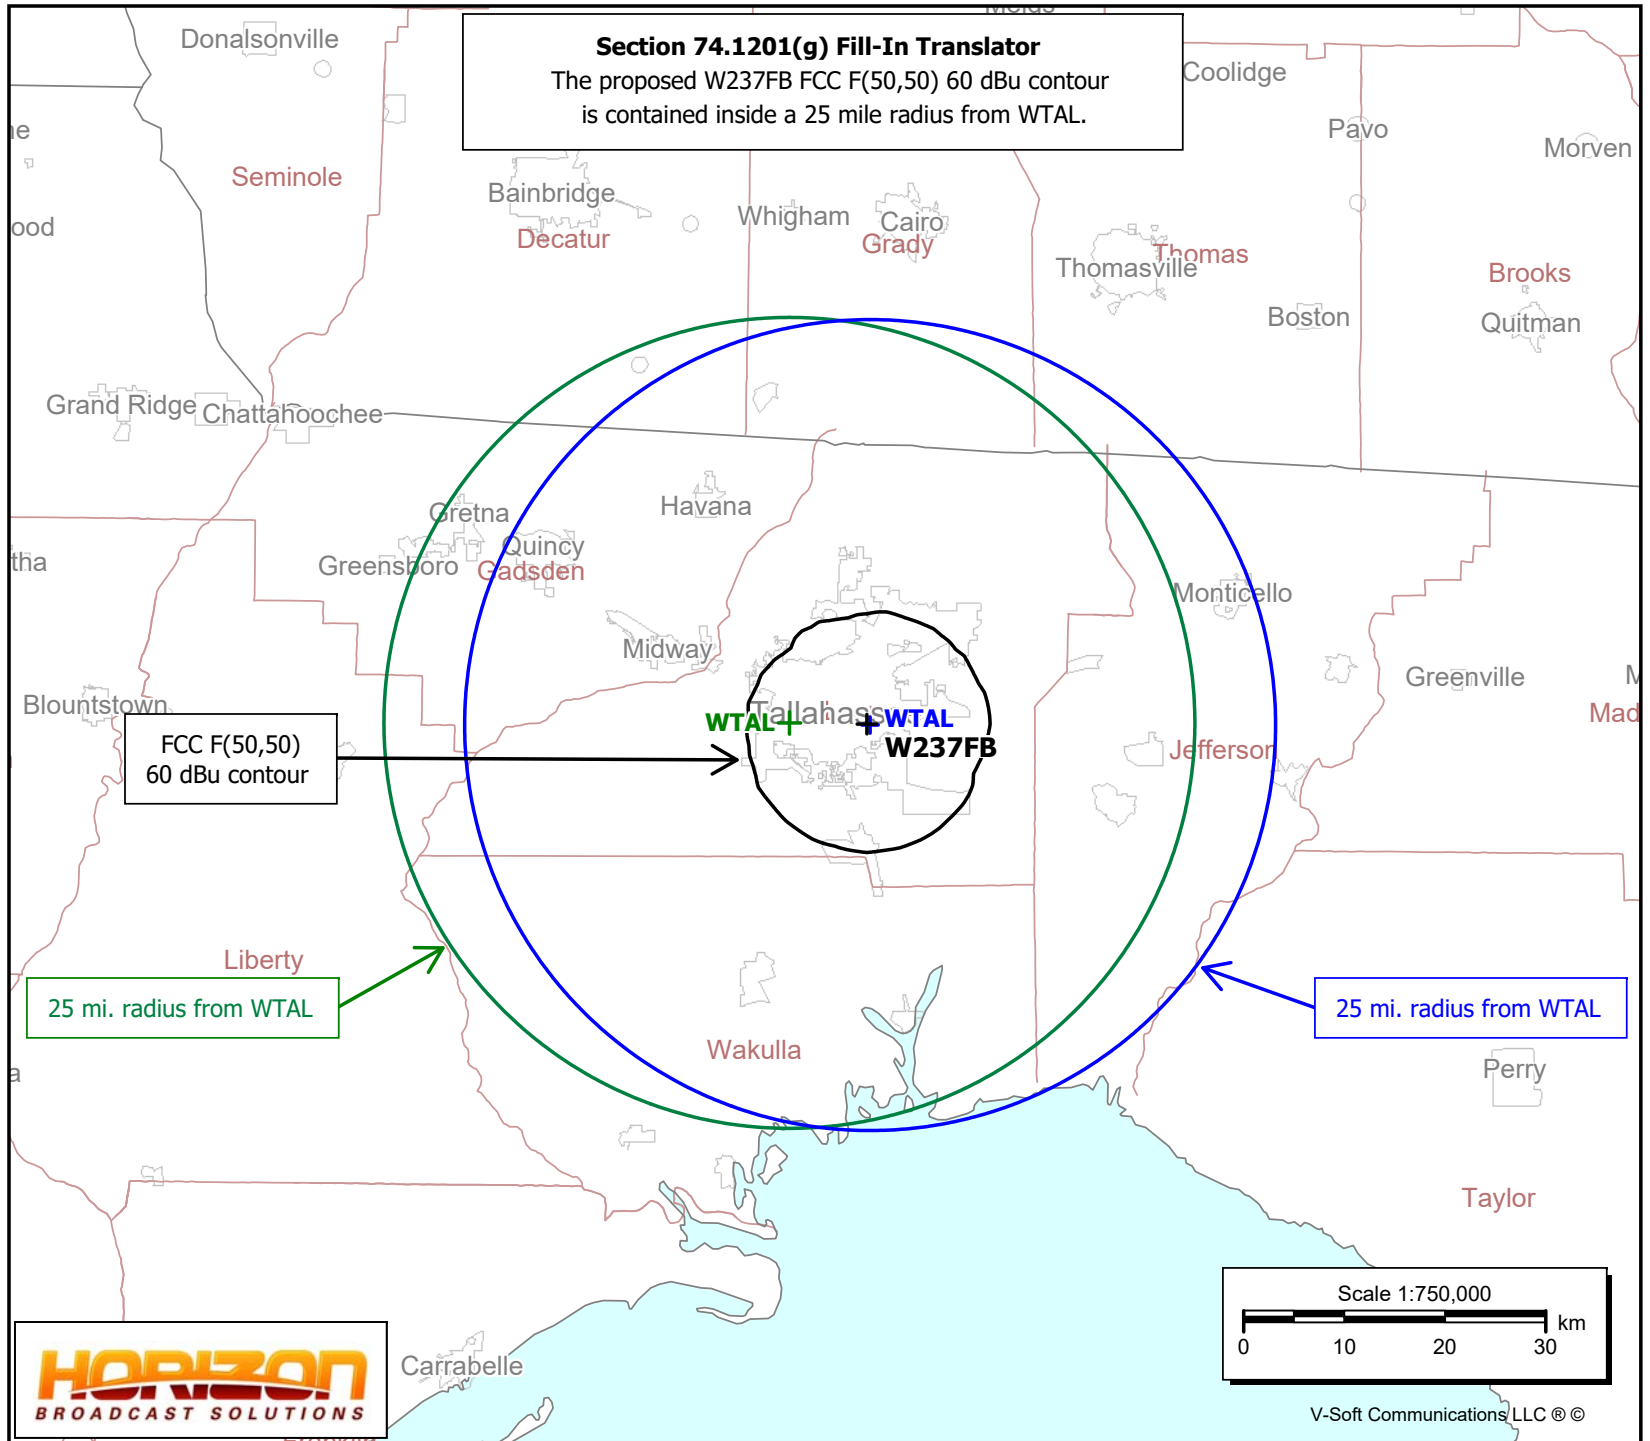 Section 74.1201(g) Fill-In Translator
The proposed W237FB FCC F(50,50) 60 dBu contour
is contained inside a 25 mile radius from WTAL.
Donalsonville
Coolidge
Pavo
Morven
Seminole
Bainbridge
Whigham
Cairo
ood
Decatur
Grady
Thomas
Thomasville
Brooks
Boston
Quitman
Grand Ridge
Chattahoochee
Gretna
Havana
Quincy
tha
Greensboro
Gadsden
Monticello
Midway
Greenville
Blountstown
Tallahass
Mad
WTAL
WTAL
W237FB
Jefferson
FCC F(50,50)
60 dBu contour
Liberty
25 mi. radius from WTAL
25 mi. radius from WTAL
Wakulla
a
Perry
Taylor
Scale 1:750,000
km
0 10 20 30
HORIZON
BROADCAST SOLUTIONS
Carrabelle
V-Soft Communications LLC ® ©